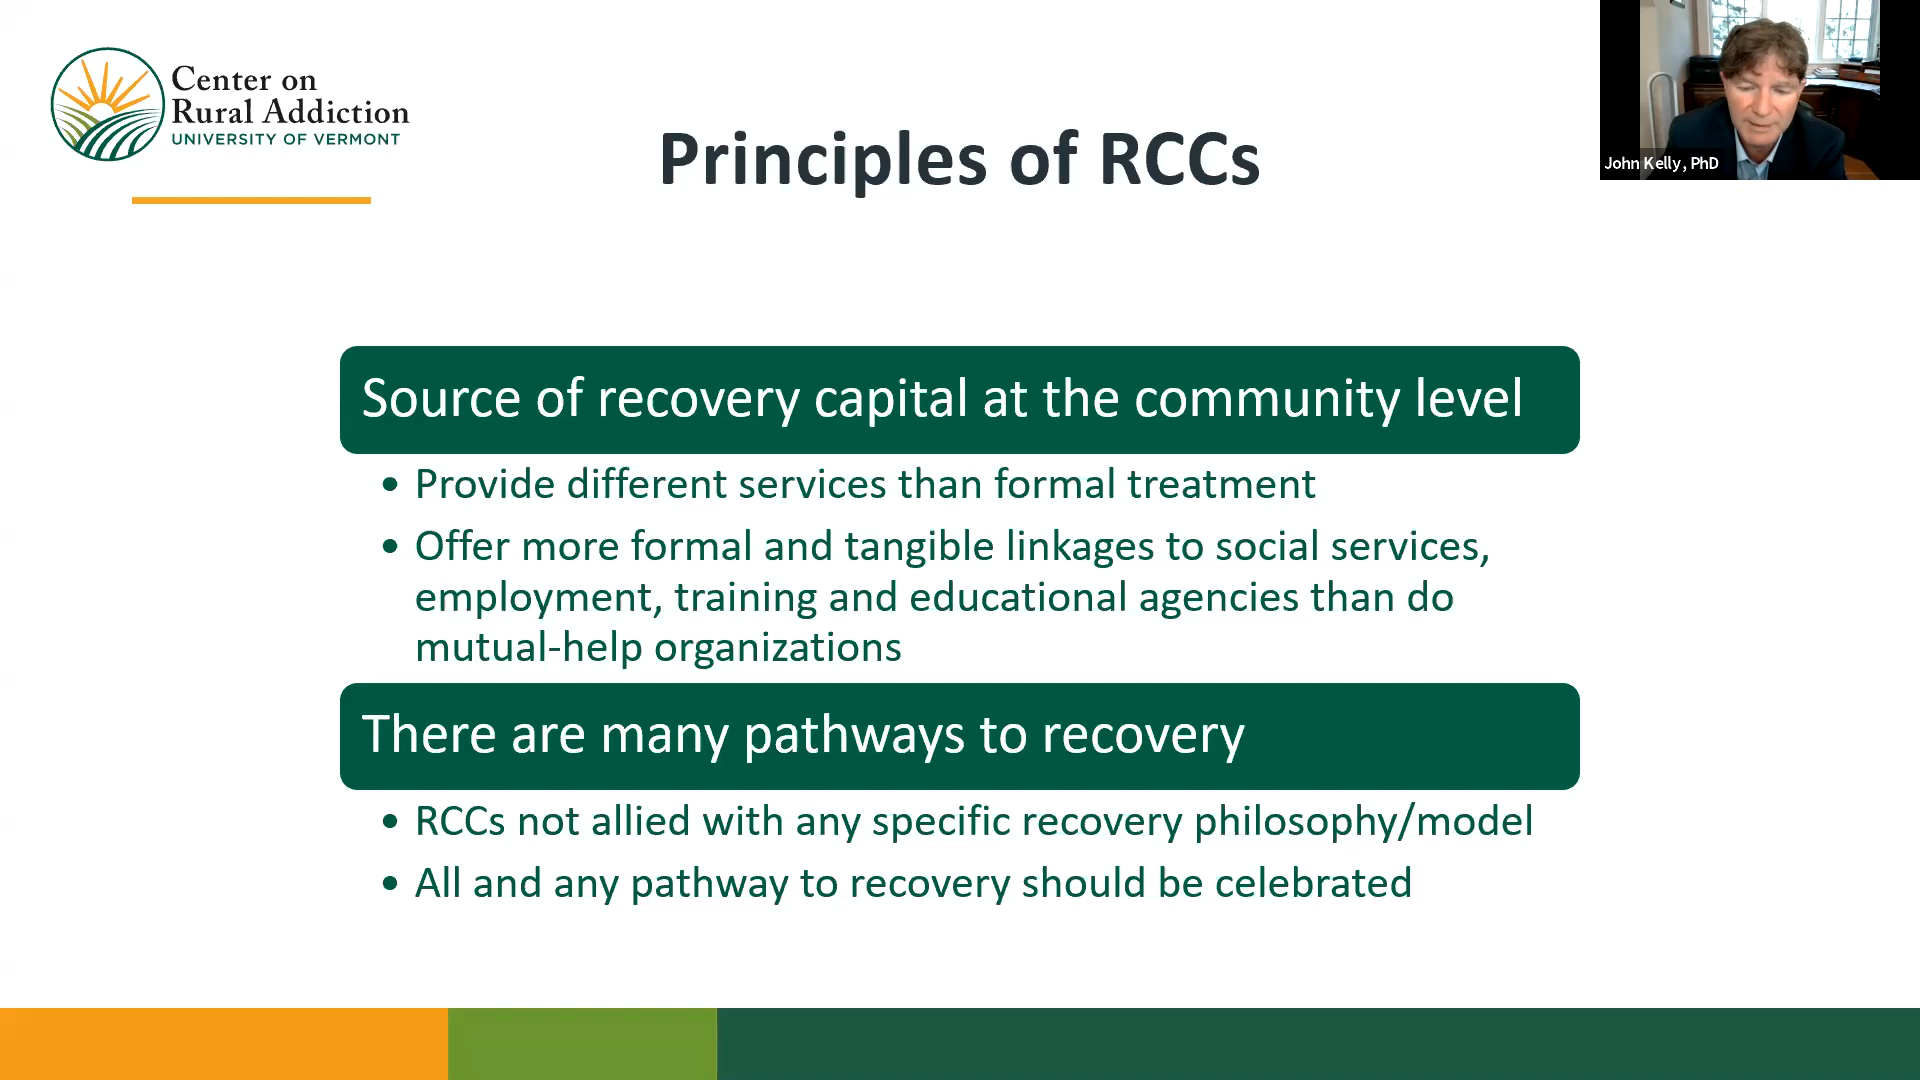 Center on
Rural Addiction
UNIVERSITY OF VERMONT
Principles of RCCs
John Kelly, PhD
Source of recovery capital at the community level
• Provide different services than formal treatment
• Offer more formal and tangible linkages to social services,
employment, training and educational agencies than do
mutual-help organizations
There are many pathways to recovery
• RCCs not allied with any specific recovery philosophy/model
• All and any pathway to recovery should be celebrated